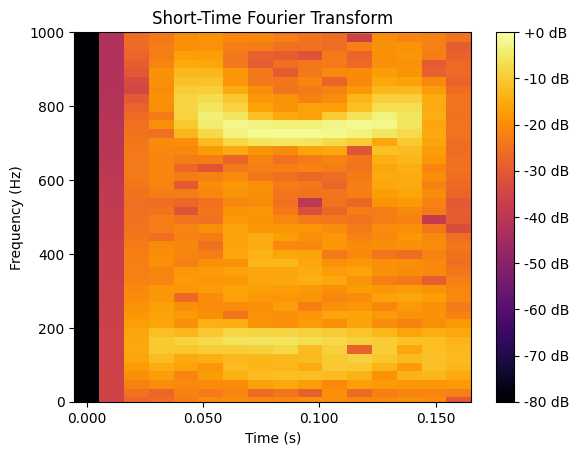 Short-Time Fourier Transform
1000
800
600
400
200
0
Frequency (Hz)
0.000
0.050
0.100
0.150
Time (s)
+0 dB
-10 dB
-20 dB
-30 dB
-40 dB
-50 dB
-60 dB
-70 dB
-80 dB